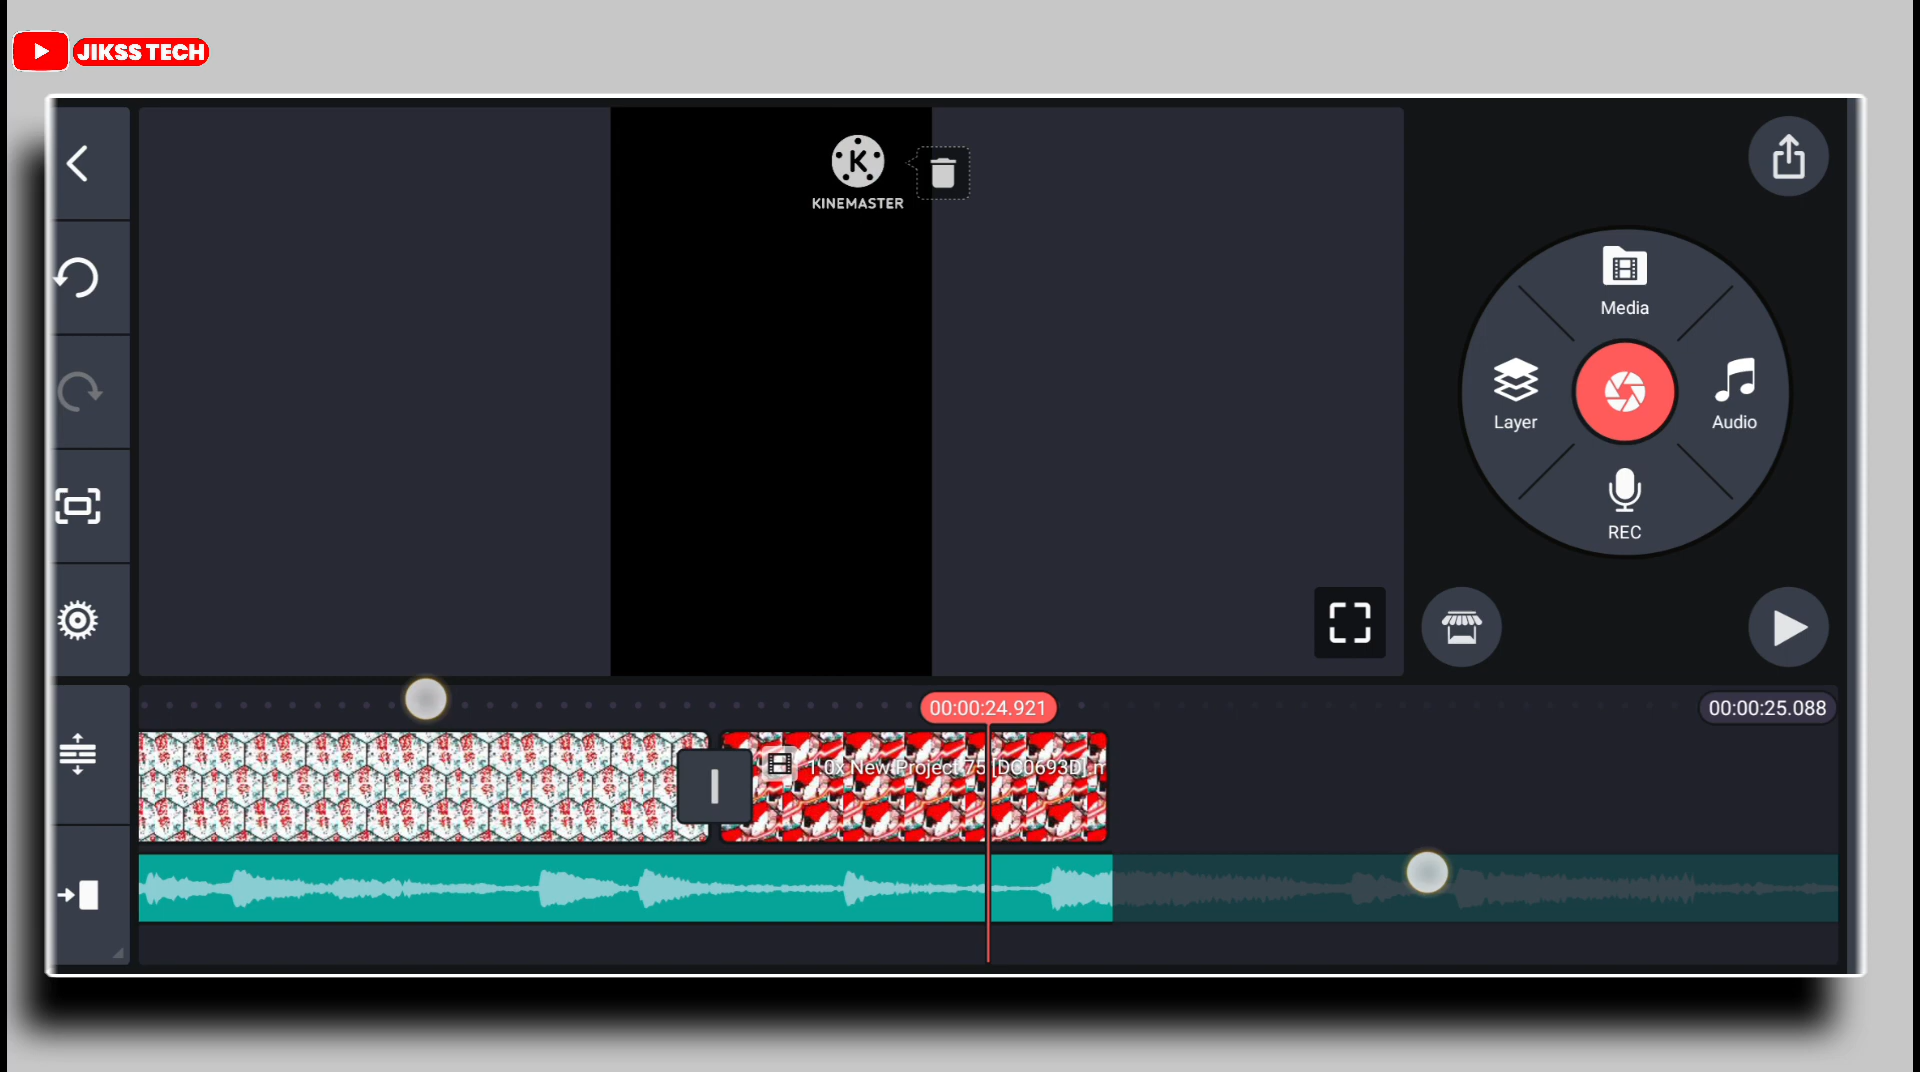 JIKSS TECH
K
KINEMASTER
Media
Layer
Audio
REC
00:00:24.921
00:00:25.088
1.0x New Project 75 [DC0693D].m